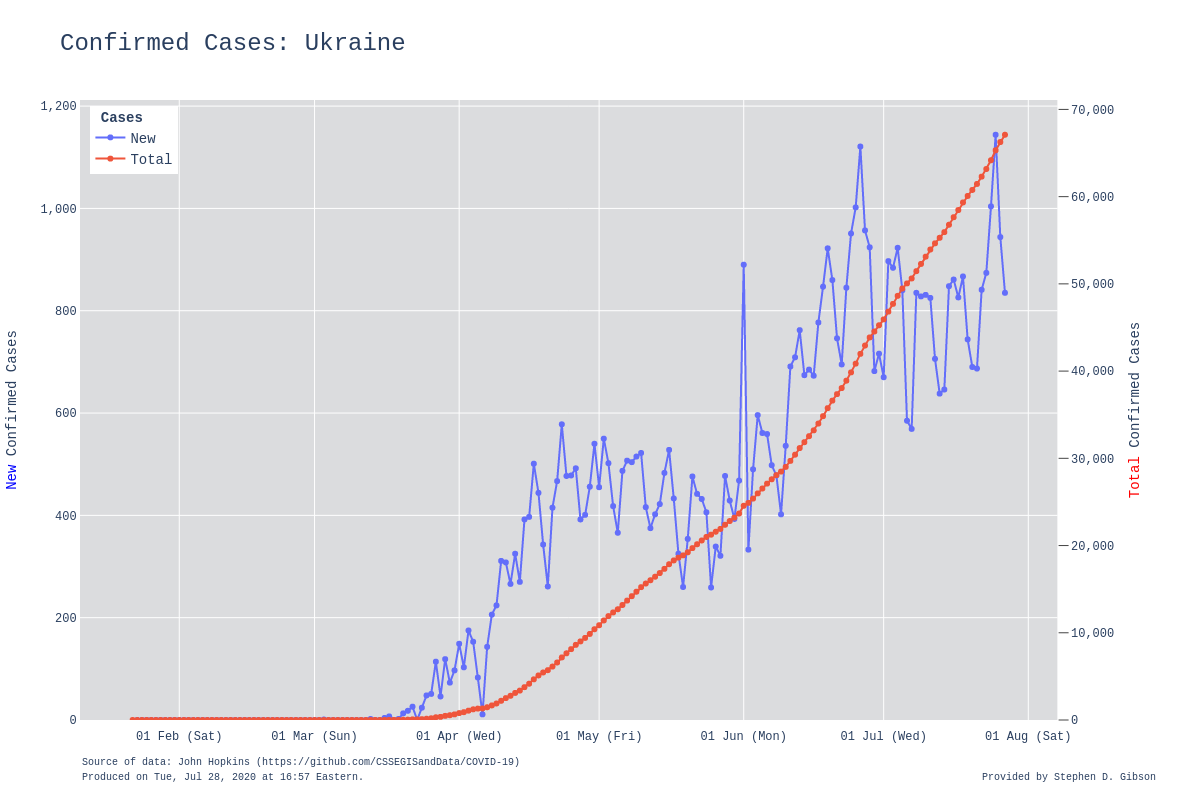 Confirmed Cases: Ukraine
Cases
New
Total
1,200
1,000
800
600
400
200
0
70,000
60,000
50,000
40,000
30,000
20,000
10,000
0
New Confirmed Cases
Total Confirmed Cases
01 Feb (Sat)
01 Mar (Sun)
01 Apr (Wed)
01 May (Fri)
01 Jun (Mon)
01 Jul (Wed)
01 Aug (Sat)
Source of data: John Hopkins (https://github.com/CSSEGISandData/COVID-19)
Produced on Tue, Jul 28, 2020 at 16:57 Eastern.
Provided by Stephen D. Gibson